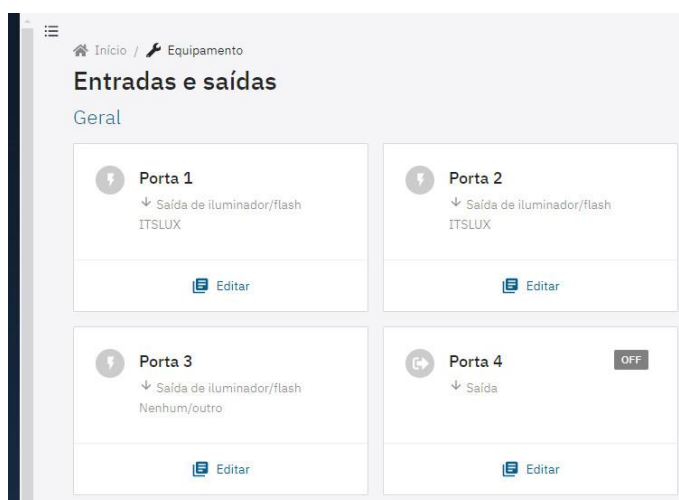 Início / Equipamento
Entradas e saídas
Geral
Porta 1
Saída de iluminador/flash
ITSLUX
Editar
Porta 2
Saída de iluminador/flash
ITSLUX
Editar
Porta 3
Saída de iluminador/flash
Nenhum/outro
Editar
Porta 4
OFF
Saída
Editar